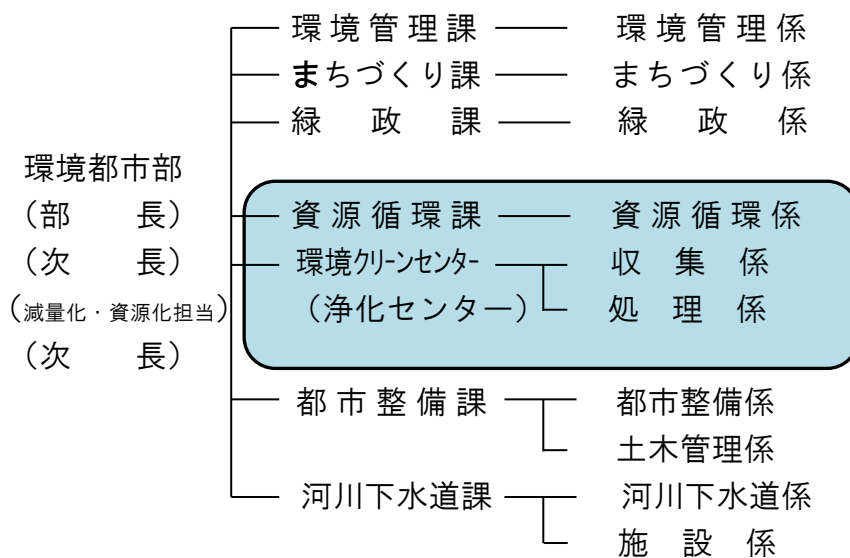 環境管理課 環境管理係
まちづくり課 まちづくり係
緑政課 緑政係
環境都市部
(部長) 資源循環課 資源循環係
(次長) 環境クリーンセンター 収集係
(減量化・資源化担当) (浄化センター) 処理係
(次長)
都市整備課 都市整備係
土木管理係
河川下水道課 河川下水道係
施設係